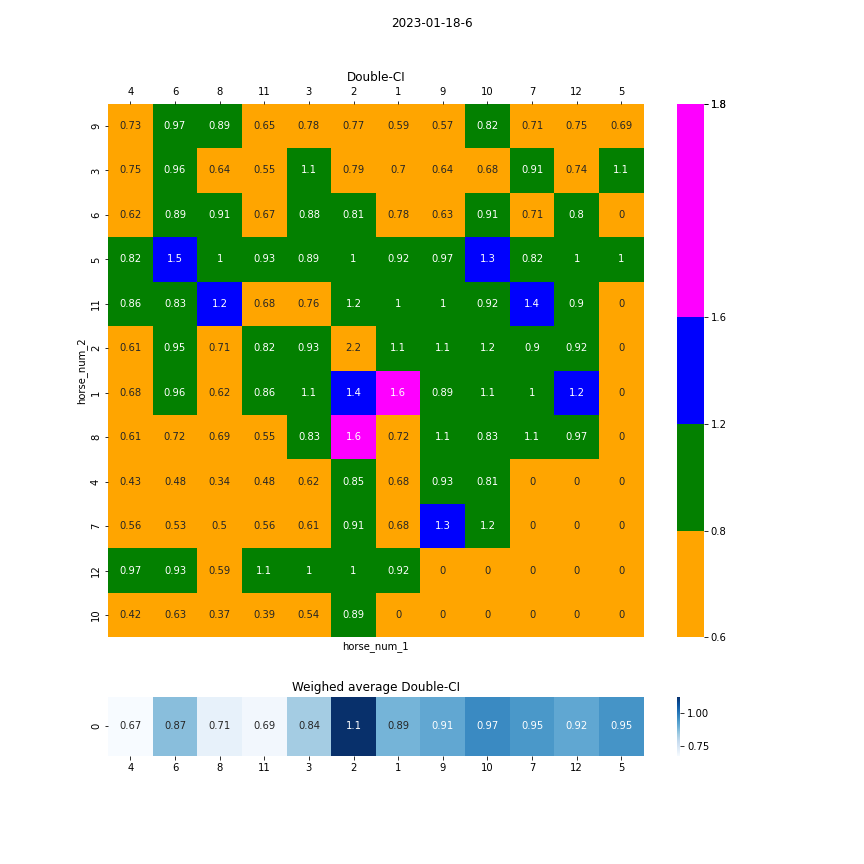 2023-01-18-6
Double-CI
4 6 8 11 3 2 1 9 10 7 12 5
9 0.73 0.97 0.89 0.65 0.78 0.77 0.59 0.57 0.82 0.71 0.75 0.69
3 0.75 0.96 0.64 0.55 1.1 0.79 0.7 0.64 0.68 0.91 0.74 1.1
6 0.62 0.89 0.91 0.67 0.88 0.81 0.78 0.63 0.91 0.71 0.8 0
5 0.82 1.5 1 0.93 0.89 1 0.92 0.97 1.3 0.82 1 1
11 0.86 0.83 1.2 0.68 0.76 1.2 1 1 0.92 1.4 0.9 0
2 0.61 0.95 0.71 0.82 0.93 2.2 1.1 1.1 1.2 0.9 0.92 0
1 0.68 0.96 0.62 0.86 1.1 1.4 1.6 0.89 1.1 1 1.2 0
8 0.61 0.72 0.69 0.55 0.83 1.6 0.72 1.1 0.83 1.1 0.97 0
4 0.43 0.48 0.34 0.48 0.62 0.85 0.68 0.93 0.81 0 0 0
7 0.56 0.53 0.5 0.56 0.61 0.91 0.68 1.3 1.2 0 0 0
12 0.97 0.93 0.59 1.1 1 1 0.92 0 0 0 0 0
10 0.42 0.63 0.37 0.39 0.54 0.89 0 0 0 0 0 0
horse_num_2
horse_num_1
1.8
1.6
1.2
0.8
0.6
Weighed average Double-CI
0 0.67 0.87 0.71 0.69 0.84 1.1 0.89 0.91 0.97 0.95 0.92 0.95
4 6 8 11 3 2 1 9 10 7 12 5
1.00
0.75